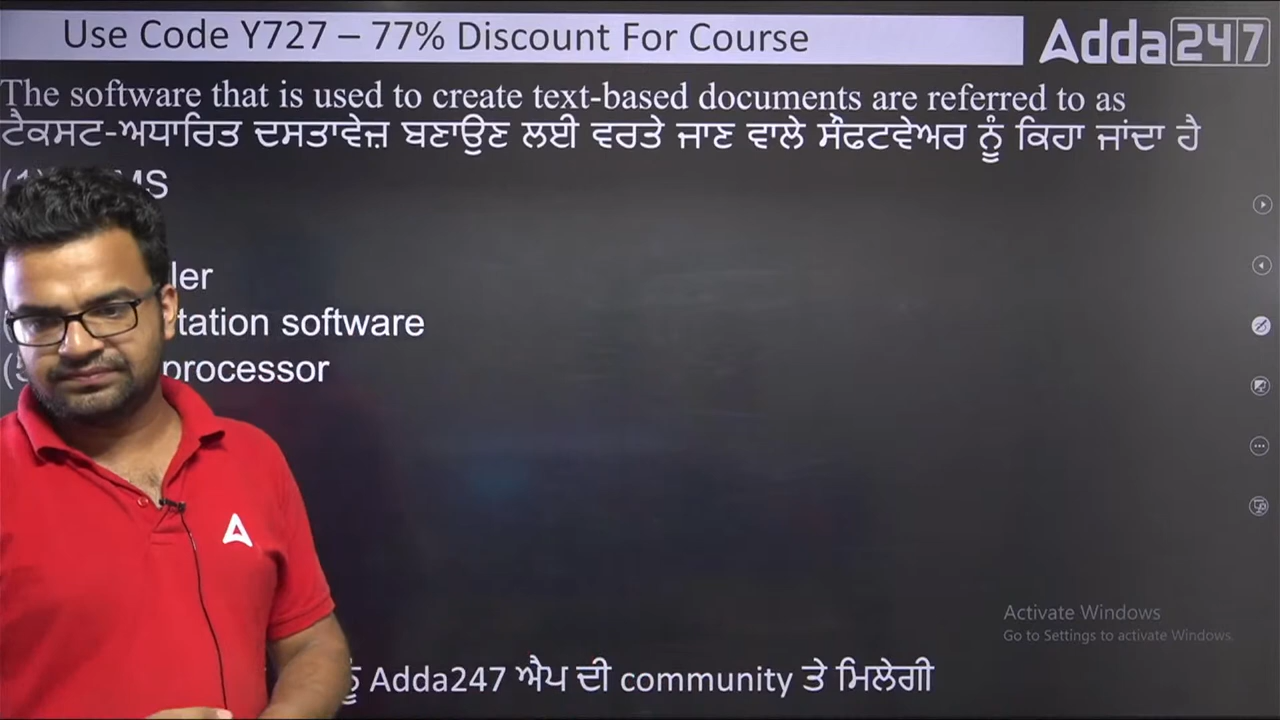 Use Code Y727 – 77% Discount For Course
Adda247
The software that is used to create text-based documents are referred to as
ਟੈਕਸਟ-ਅਧਾਰਿਤ ਦਸਤਾਵੇਜ਼ ਬਣਾਉਣ ਲਈ ਵਰਤੇ ਜਾਣ ਵਾਲੇ ਸੌਫਟਵੇਅਰ ਨੂੰ ਕਿਹਾ ਜਾਂਦਾ ਹੈ
software
processor
Activate Windows
Go to Settings to activate Windows.
Adda247 ਐਪ ਦੀ community ਤੇ ਮਿਲੇਗੀ